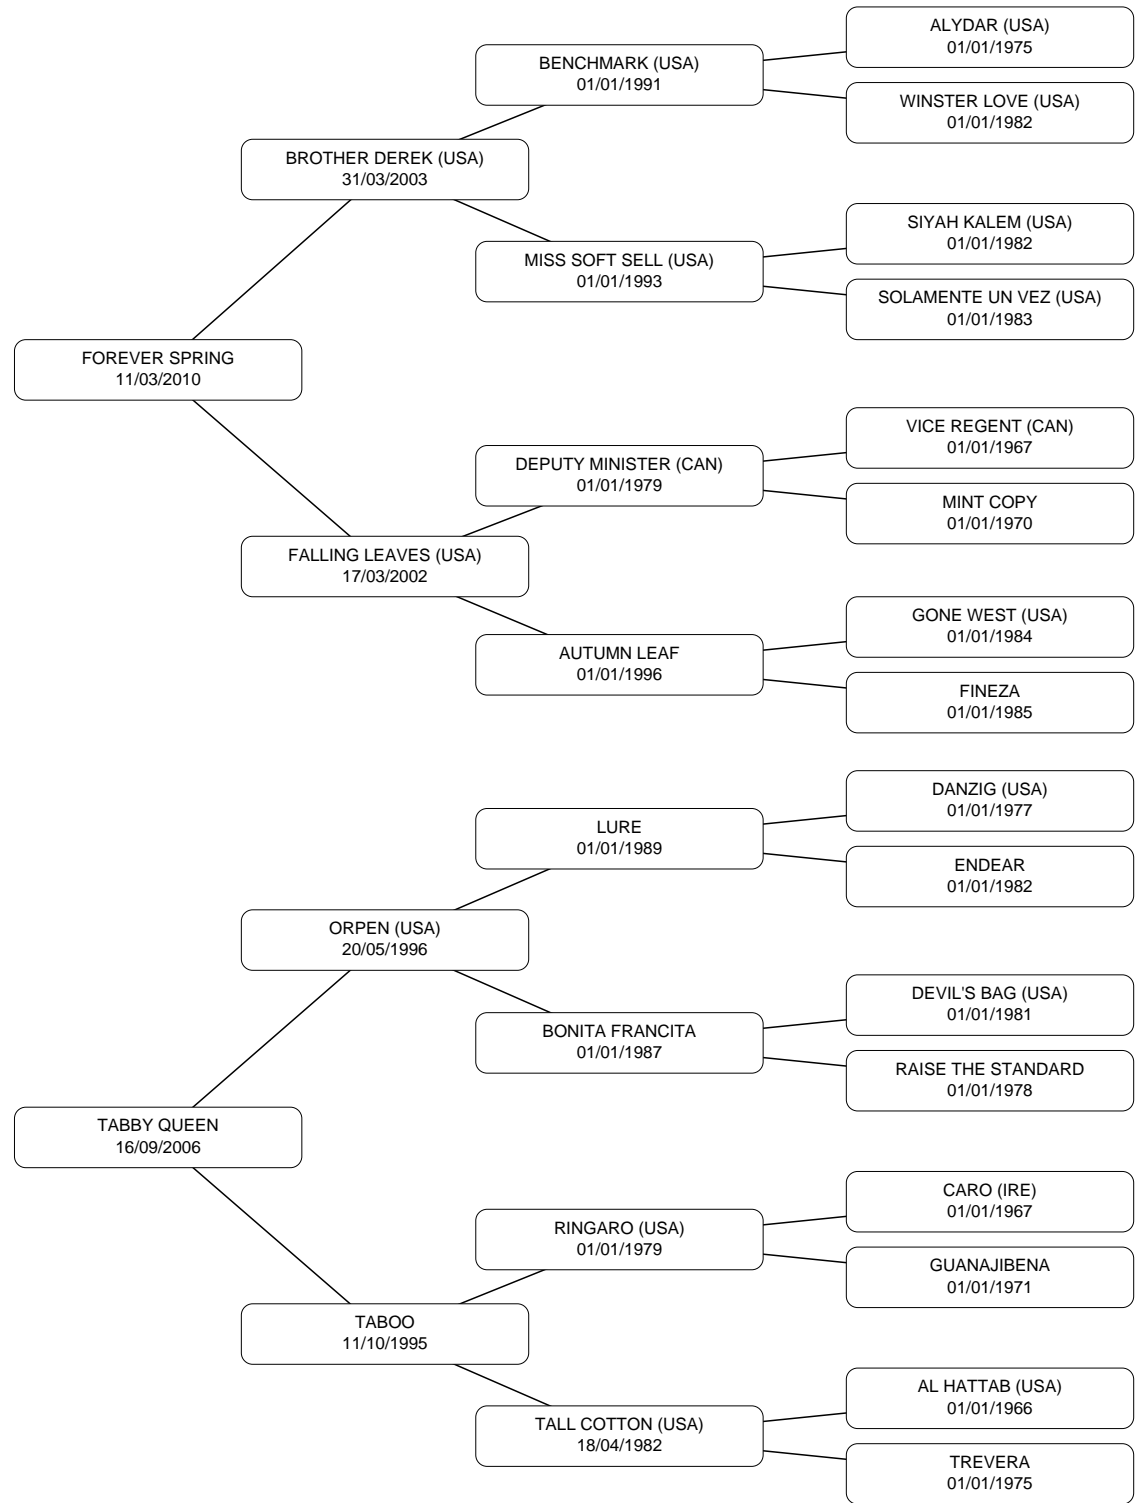 ALYDAR (USA)
01/01/1975
BENCHMARK (USA)
01/01/1991
WINSTER LOVE (USA)
01/01/1982
BROTHER DEREK (USA)
31/03/2003
SIYAH KALEM (USA)
01/01/1982
MISS SOFT SELL (USA)
01/01/1993
SOLAMENTE UN VEZ (USA)
01/01/1983
FOREVER SPRING
11/03/2010
VICE REGENT (CAN)
01/01/1967
DEPUTY MINISTER (CAN)
01/01/1979
MINT COPY
01/01/1970
FALLING LEAVES (USA)
17/03/2002
GONE WEST (USA)
01/01/1984
AUTUMN LEAF
01/01/1996
FINEZA
01/01/1985
DANZIG (USA)
01/01/1977
LURE
01/01/1989
ENDEAR
01/01/1982
ORPEN (USA)
20/05/1996
DEVIL'S BAG (USA)
01/01/1981
BONITA FRANCITA
01/01/1987
RAISE THE STANDARD
01/01/1978
TABBY QUEEN
16/09/2006
CARO (IRE)
01/01/1967
RINGARO (USA)
01/01/1979
GUANAJIBENA
01/01/1971
TABOO
11/10/1995
AL HATTAB (USA)
01/01/1966
TALL COTTON (USA)
18/04/1982
TREVERA
01/01/1975